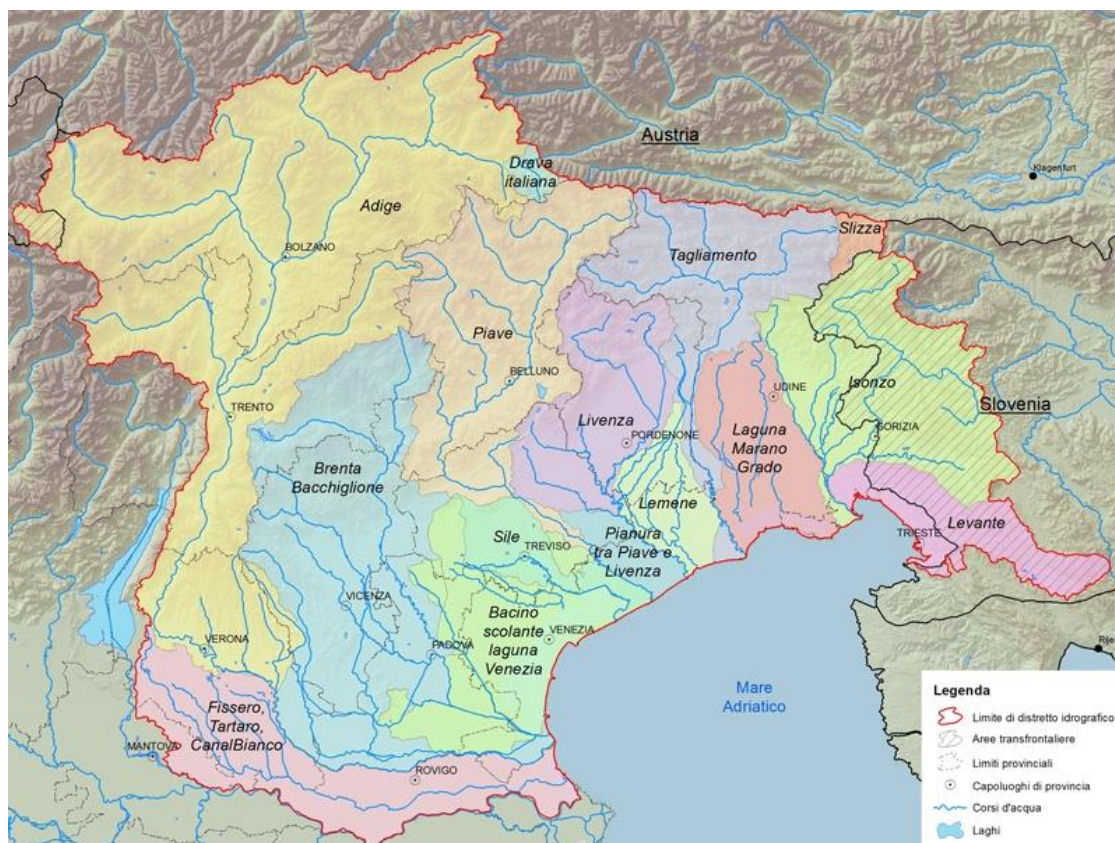 Austria
Klagenfurt
Drava
italiana
Adige
Slizza
BOLZANO
Tagliamento
Piave
BELLUNO
Isonzo
UDINE
Slovenia
TRENTO
Livenza
PORDENONE
Laguna
Marano
Grado
GORIZIA
Brenta
Bacchiglione
Lemene
Levante
TRIESTE
Sile
TREVISO
Pianura
tra Piave e
Livenza
VICENZA
Bacino
scolante
laguna
Venezia
VENEZIA
VERONA
PADOVA
Rije
Fissero,
Tartaro,
CanalBianco
Mare
Adriatico
MANTOVA
ROVIGO
Legenda
Limite di distretto idrografico
Aree transfrontaliere
Limiti provinciali
Capoluoghi di provincia
Corsi d'acqua
Laghi